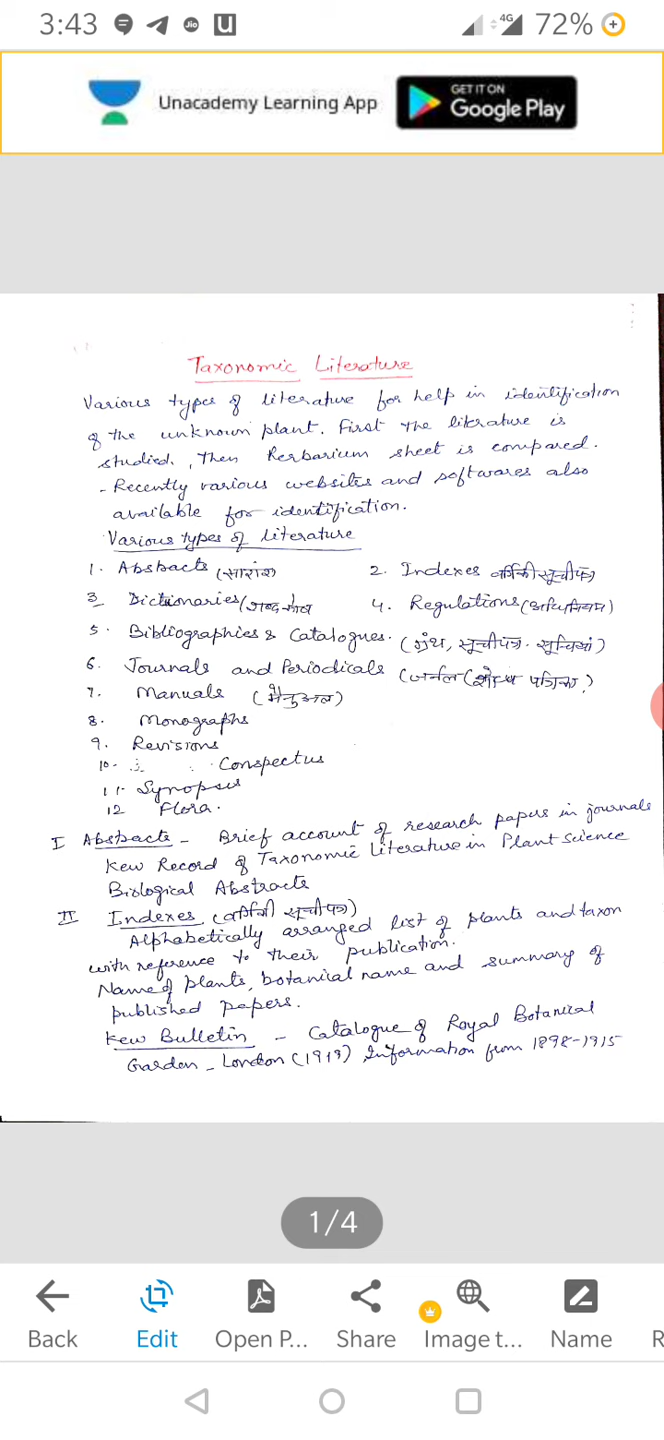 3:43
4G 72%
Unacademy Learning App
GET IT ON
Google Play
Taxonomic Literature
Various types of literature for help in identification
of the unknown plant. First the literature is
studied, then Herbarium sheet is compared.
- Recently various websites and softwares also
available for identification.
Various types of literature
1. Abstracts (सारांश) 2. Indexes वर्णिकी सूचीपत्र
3 Dictionaries/शब्दकोष 4. Regulations (अधिनियम)
5. Bibliographies & Catalogues. (ग्रंथ, सूचीपत्र. सूचियां)
6. Journals and Periodicals (जर्नल (शोध पत्रिका)
7. Manuals (मैनुअल)
8. Monographs
9. Revisions
10- Conspectus
11. Synopsis
12 Flora.
I Abstracts - Brief account of research papers in journals
Kew Record of Taxonomic Literature in Plant Science
Biological Abstracts
II Indexes (सूचीपत्र)
Alphabetically arranged list of plants and taxon
with reference to their publication.
Name of plants, botanical name and summary of
published papers.
Kew Bulletin - Catalogue of Royal Botanical
Garden - London (1919) Information from 1898-1915
1/4
Back
Edit
Open P...
Share
Image t...
Name
R